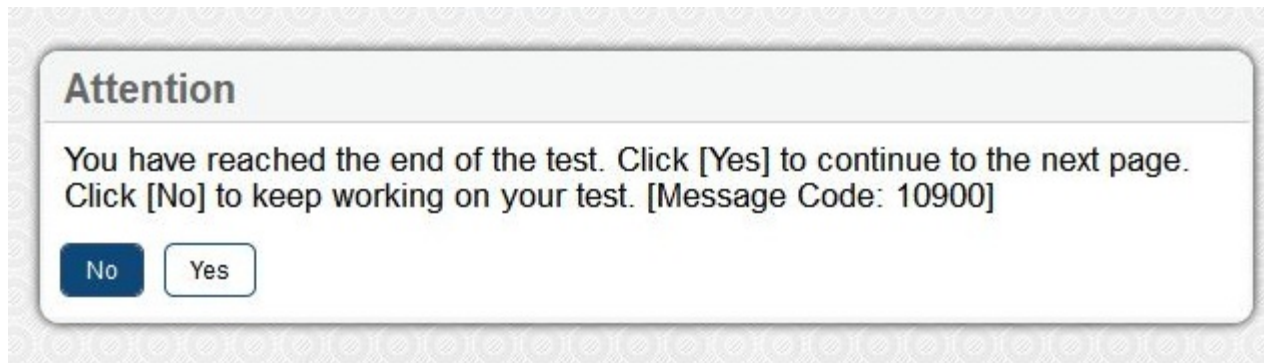 Attention
You have reached the end of the test. Click [Yes] to continue to the next page.
Click [No] to keep working on your test. [Message Code: 10900]
No
Yes